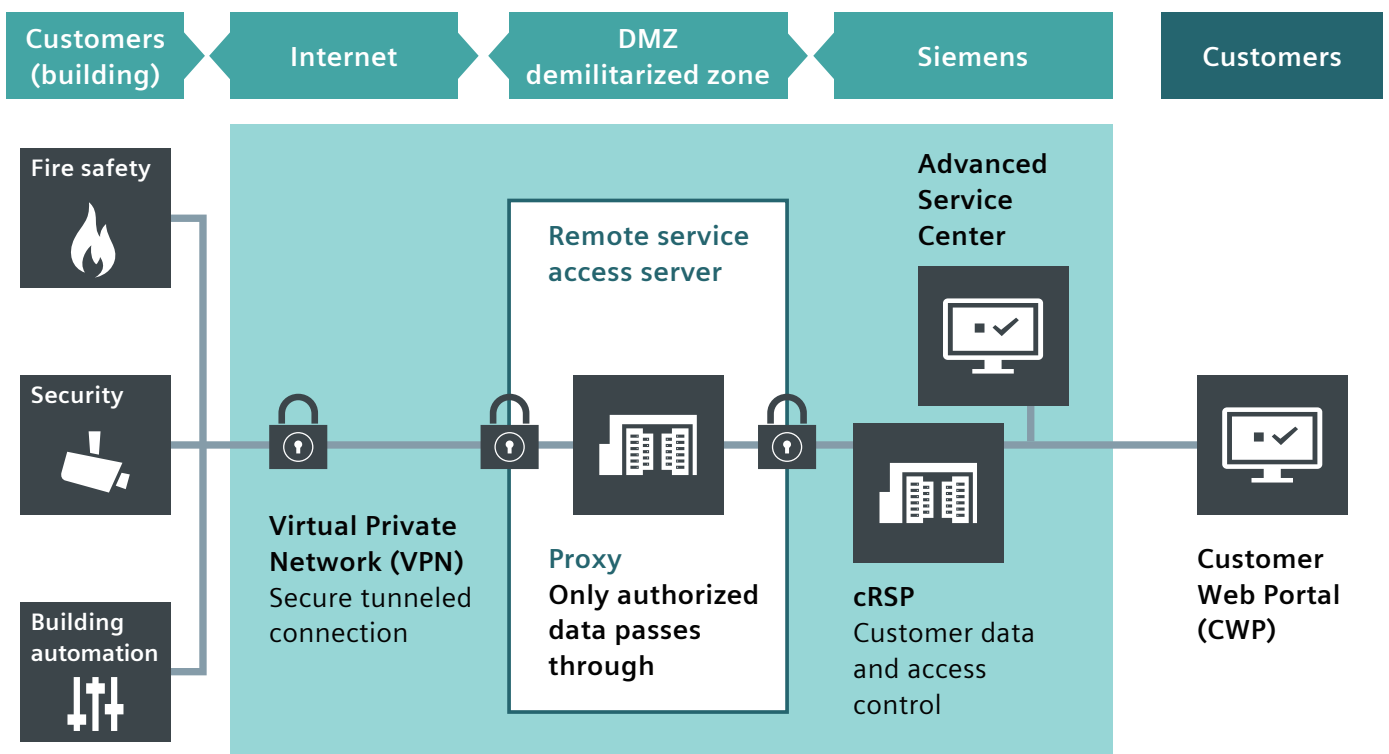 Customers
(building)
Internet
DMZ
demilitarized zone
Siemens
Customers
Fire safety
Security
Building
automation
Virtual Private
Network (VPN)
Secure tunneled
connection
Remote service
access server
Proxy
Only authorized
data passes
through
Advanced
Service
Center
cRSP
Customer data
and access
control
Customer
Web Portal
(CWP)